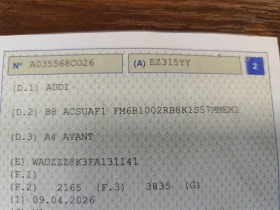 N° A035568CO26 (A) EZ315YY 2
(D.1) AUDI
(D.2) B8 ACSUAF1 FM6B1002RB8K1S57MMEM1
(D.3) A4 AVANT
(E) WAUZZZ8K3FA131141
(F.1)
(F.2) 2165 (F.3) 3835 (G)
(I) 09.04.2026